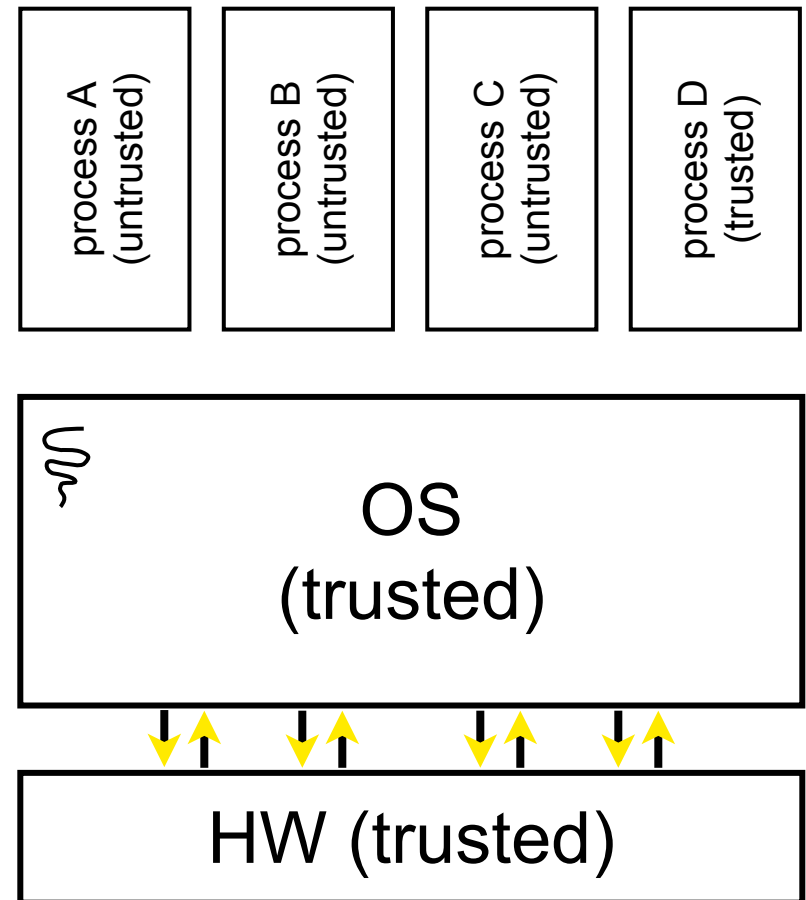 process A
(untrusted)
process B
(untrusted)
process C
(untrusted)
process D
(trusted)
OS
(trusted)
HW (trusted)